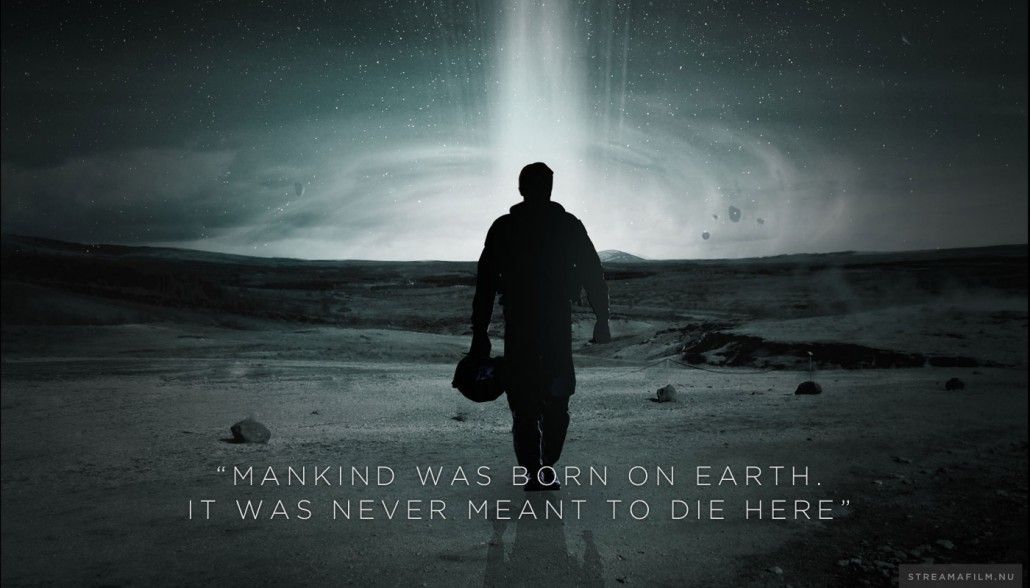 “MANKIND WAS BORN ON EARTH.
IT WAS NEVER MEANT TO DIE HERE”
STREAMAFILM.NU